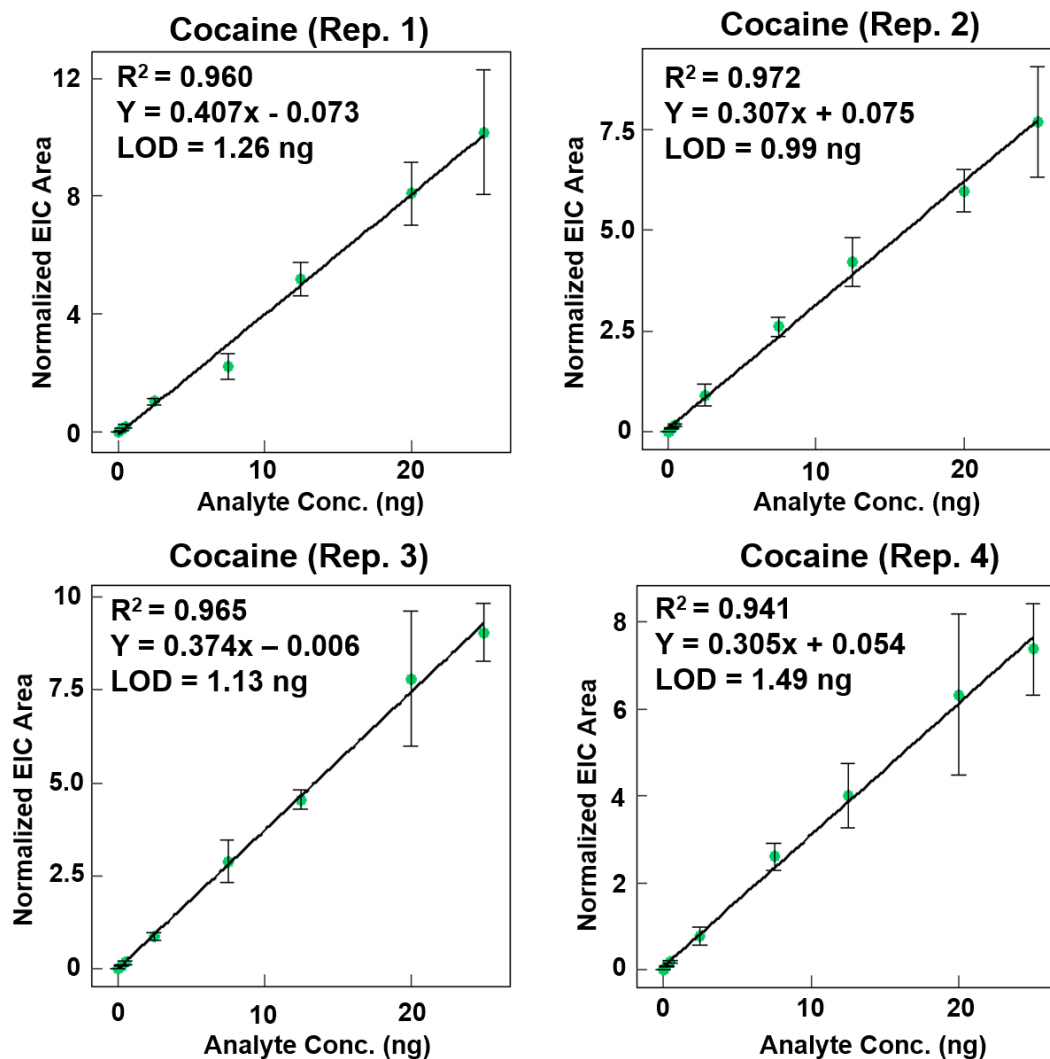 Cocaine (Rep. 1)
R² = 0.960
Y = 0.407x - 0.073
LOD = 1.26 ng
12
8
4
0
Normalized EIC Area
0 10 20
Analyte Conc. (ng)
Cocaine (Rep. 2)
R² = 0.972
Y = 0.307x + 0.075
LOD = 0.99 ng
7.5
5.0
2.5
0
Normalized EIC Area
0 10 20
Analyte Conc. (ng)
Cocaine (Rep. 3)
R² = 0.965
Y = 0.374x – 0.006
LOD = 1.13 ng
10
7.5
5.0
2.5
0
Normalized EIC Area
0 10 20
Analyte Conc. (ng)
Cocaine (Rep. 4)
R² = 0.941
Y = 0.305x + 0.054
LOD = 1.49 ng
8
6
4
2
0
Normalized EIC Area
0 10 20
Analyte Conc. (ng)